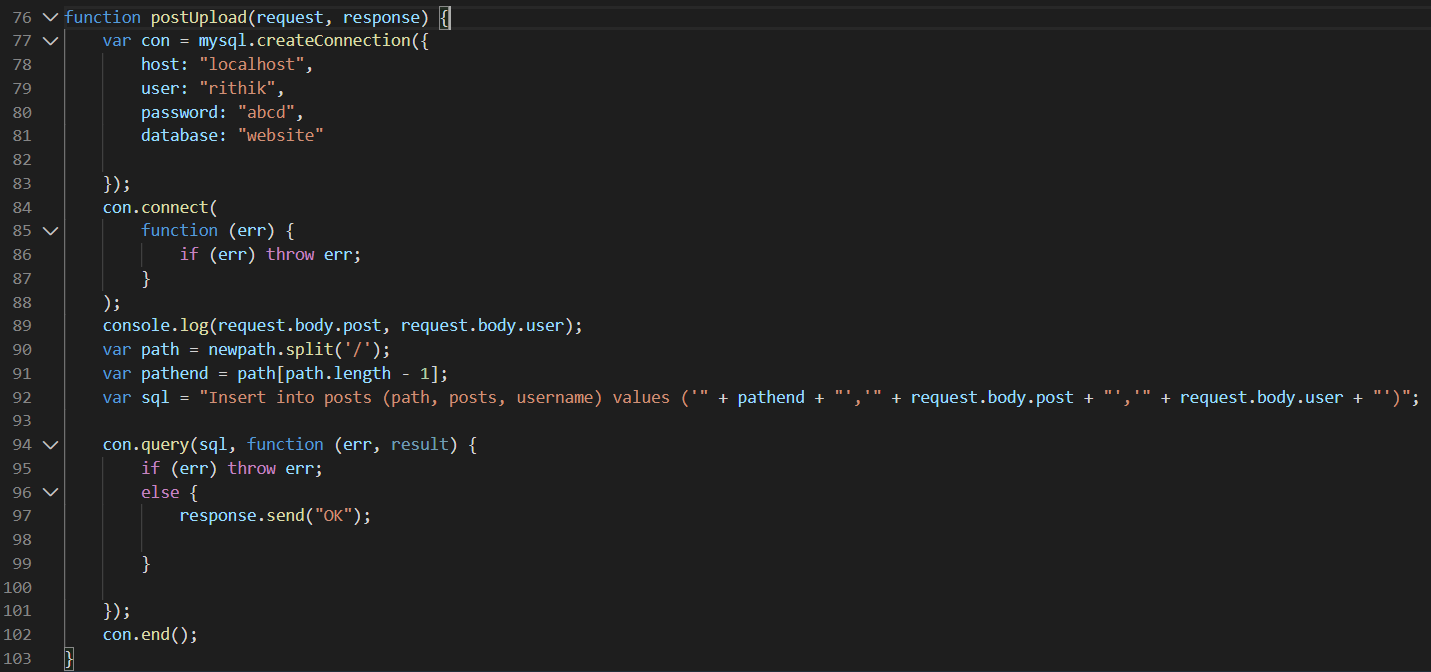 76 function postUpload(request, response) {
77 var con = mysql.createConnection({
78 host: "localhost",
79 user: "rithik",
80 password: "abcd",
81 database: "website"
82
83 });
84 con.connect(
85 function (err) {
86 if (err) throw err;
87 }
88 );
89 console.log(request.body.post, request.body.user);
90 var path = newpath.split('/');
91 var pathend = path[path.length - 1];
92 var sql = "Insert into posts (path, posts, username) values ('" + pathend + "','" + request.body.post + "','" + request.body.user + "')";
93
94 con.query(sql, function (err, result) {
95 if (err) throw err;
96 else {
97 response.send("OK");
98
99 }
100
101 });
102 con.end();
103 }